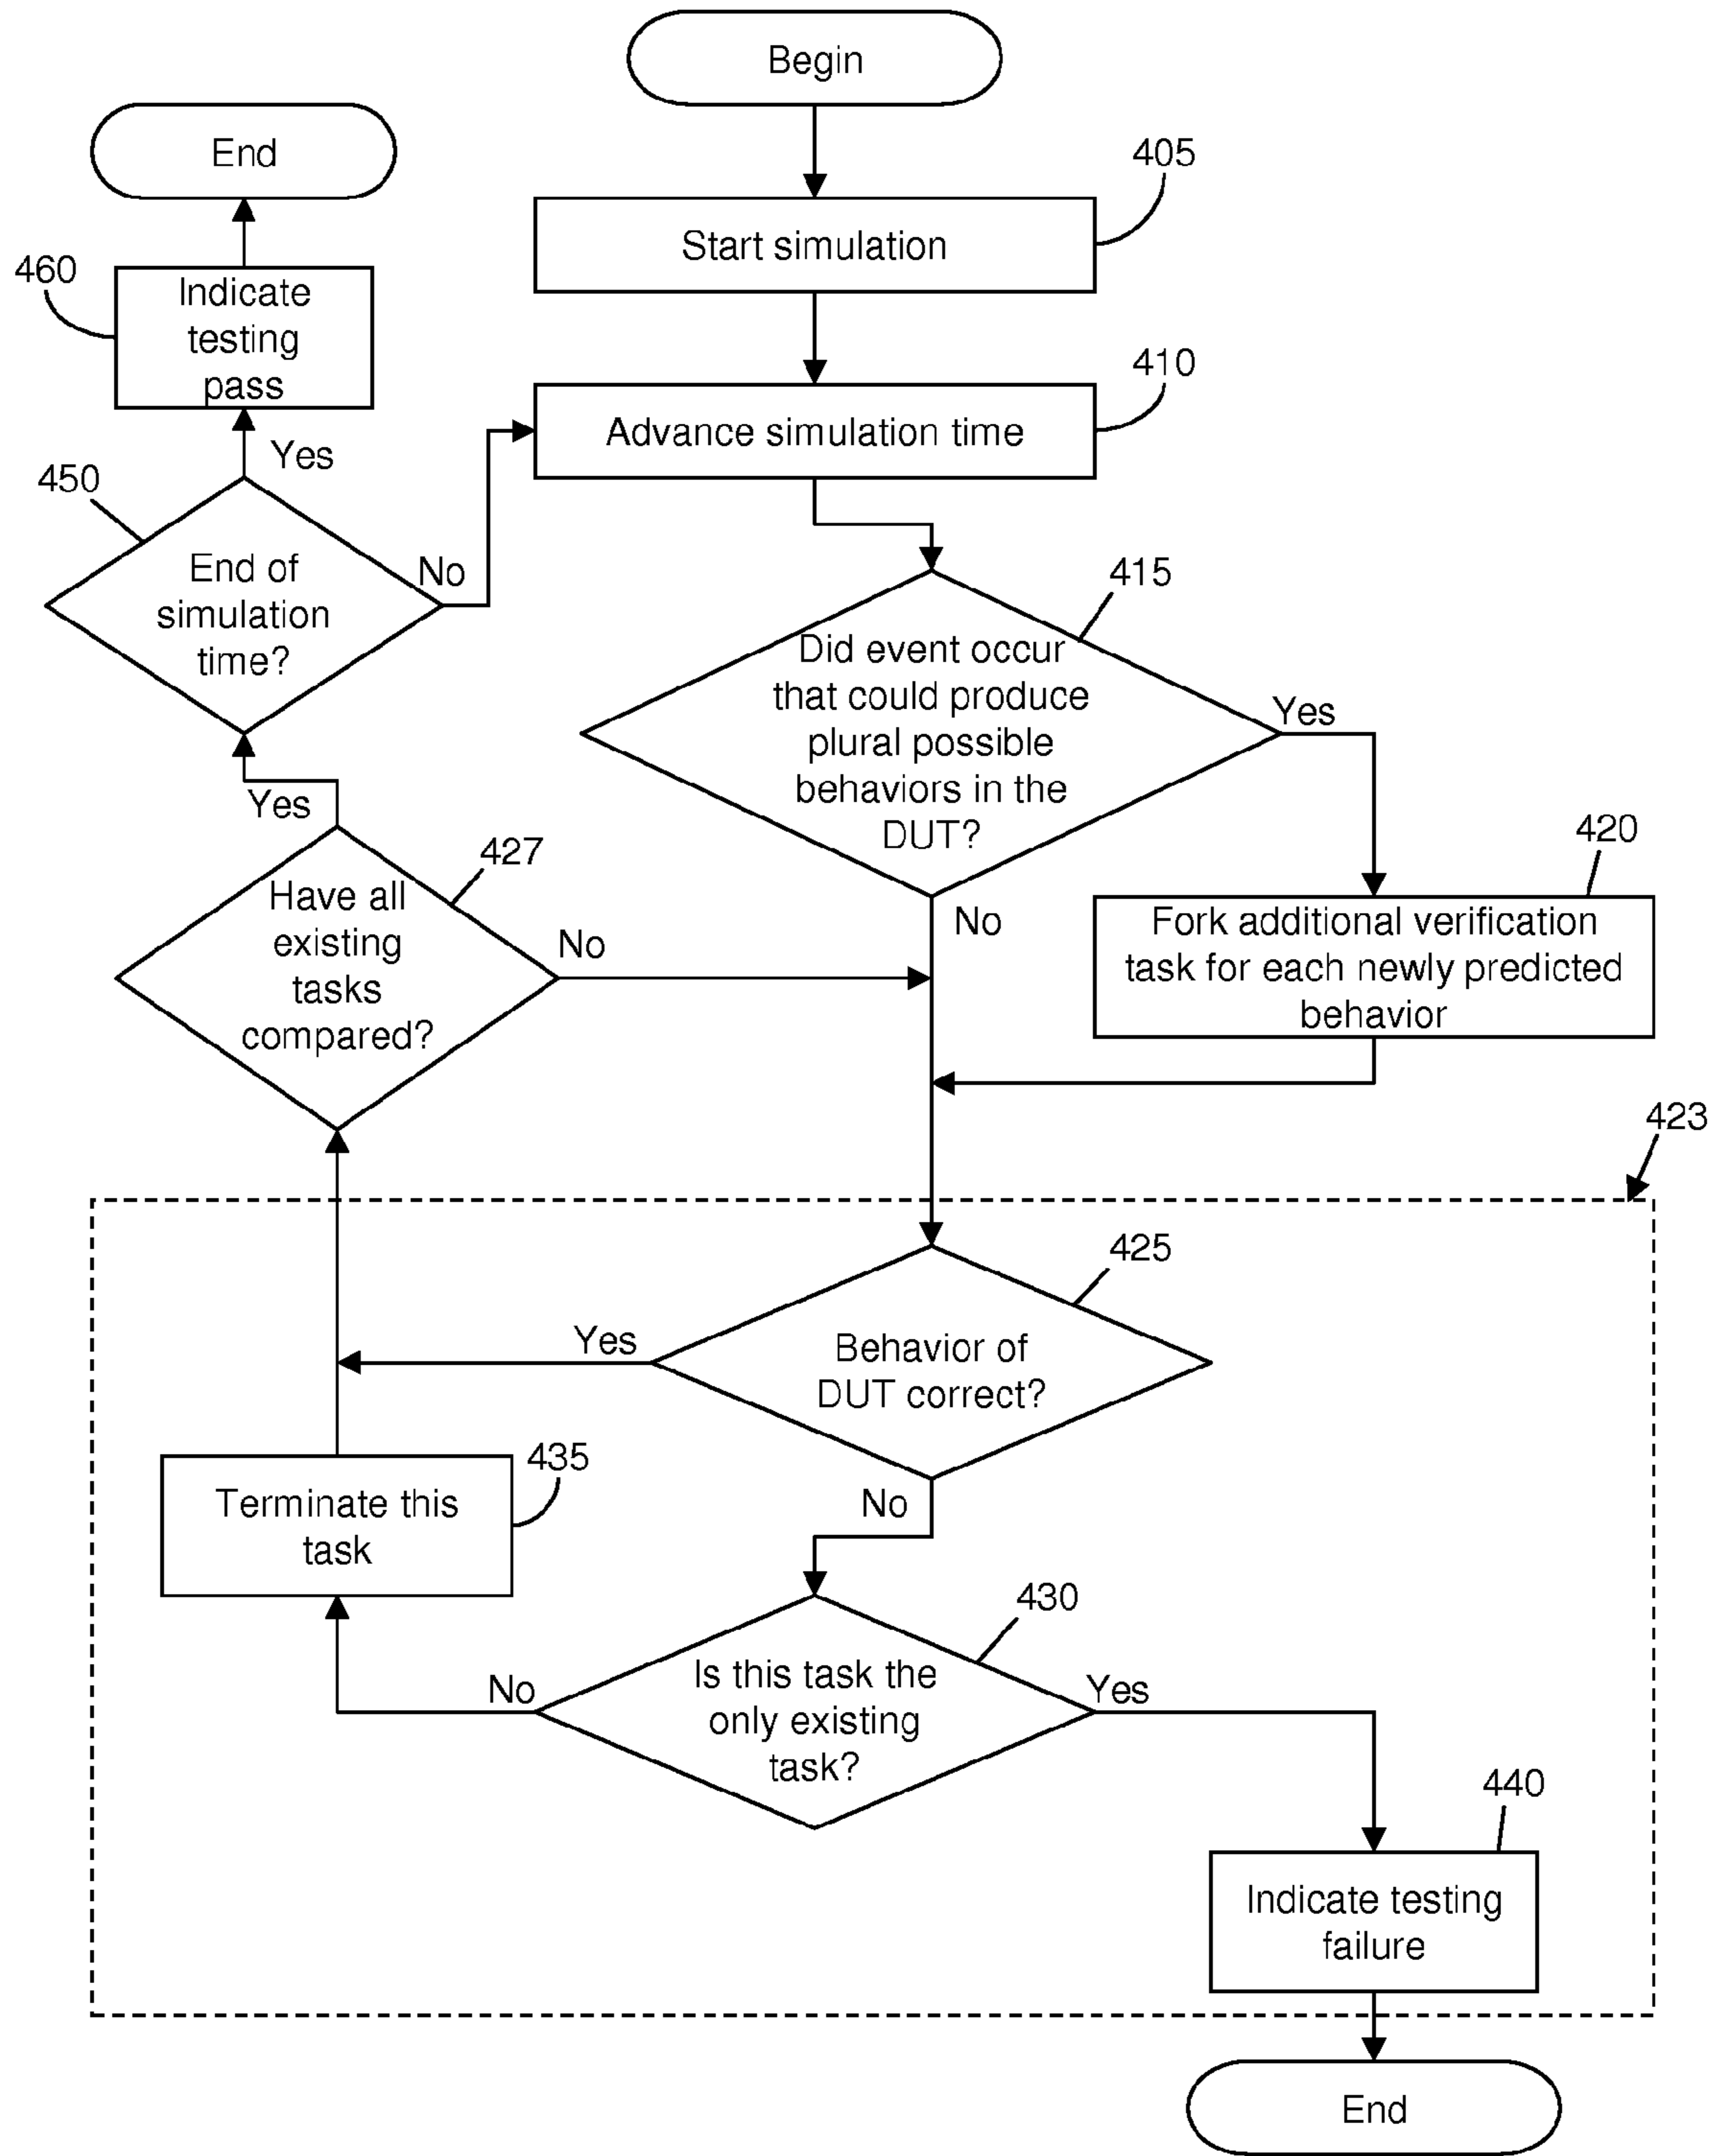 Begin
End
405
Start simulation
460
Indicate
testing
pass
410
Advance simulation time
Yes
450
End of
simulation
time?
No
415
Did event occur
that could produce
plural possible
behaviors in the
DUT?
Yes
No
Yes
427
Have all
existing
tasks
compared?
No
420
Fork additional verification
task for each newly predicted
behavior
423
425
Behavior of
DUT correct?
Yes
No
435
Terminate this
task
430
Is this task the
only existing
task?
No
Yes
440
Indicate testing
failure
End